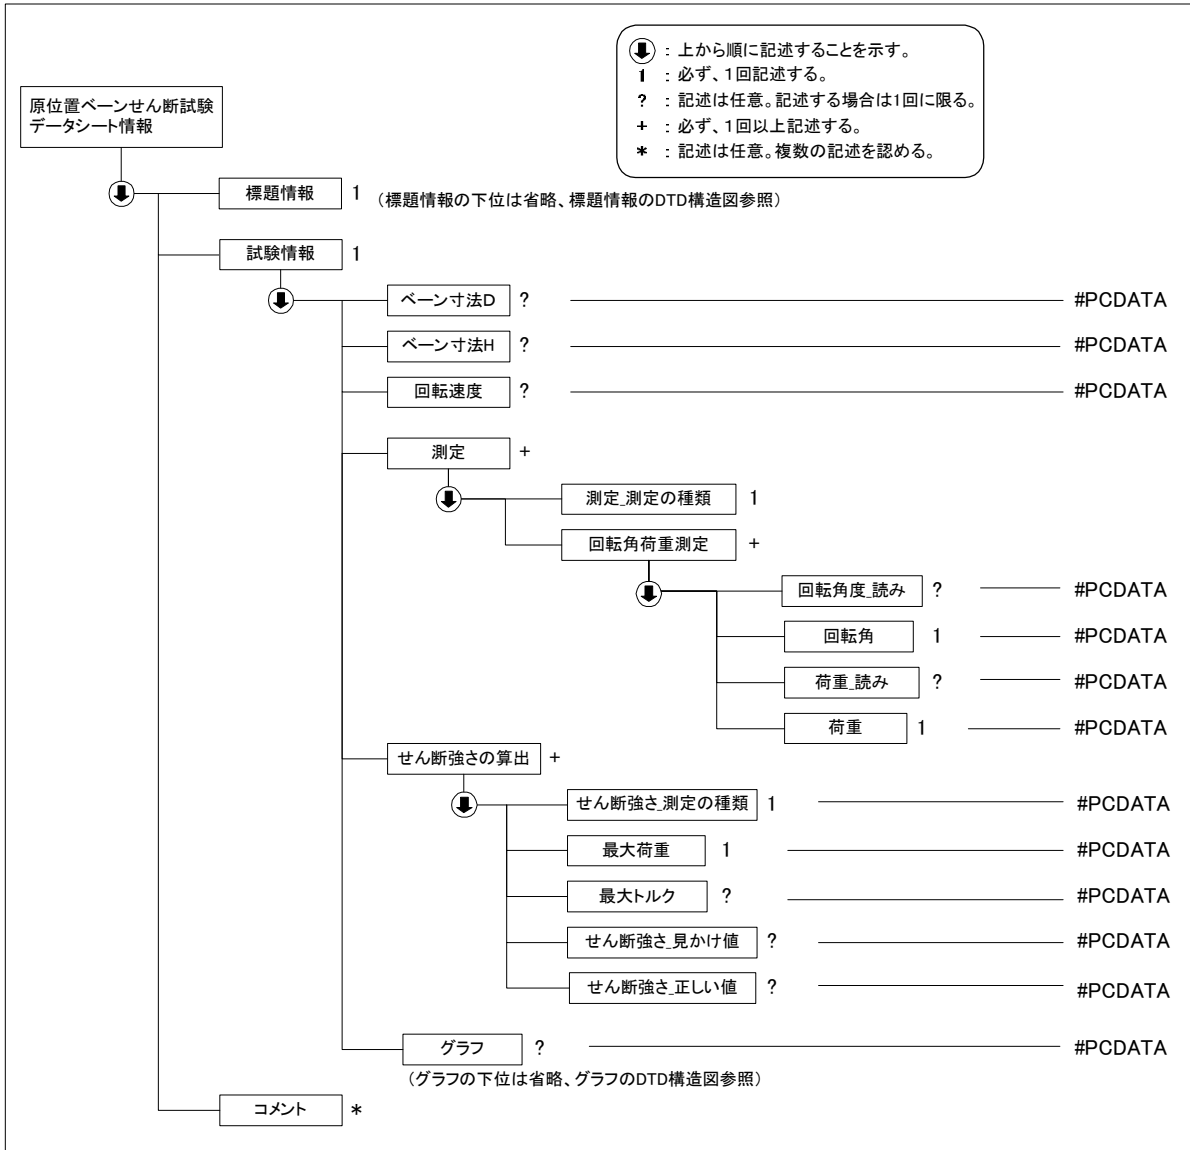 ⬇ : 上から順に記述することを示す。
1 : 必ず、1回記述する。
? : 記述は任意。記述する場合は1回に限る。
+ : 必ず、1回以上記述する。
* : 記述は任意。複数の記述を認める。
原位置ベーンせん断試験
データシート情報
標題情報 1 (標題情報の下位は省略、標題情報のDTD構造図参照)
試験情報 1
ベーン寸法D ? #PCDATA
ベーン寸法H ? #PCDATA
回転速度 ? #PCDATA
測定 +
測定_測定の種類 1
回転角荷重測定 +
回転角度_読み ? #PCDATA
回転角 1 #PCDATA
荷重_読み ? #PCDATA
荷重 1 #PCDATA
せん断強さの算出 +
せん断強さ_測定の種類 1 #PCDATA
最大荷重 1 #PCDATA
最大トルク ? #PCDATA
せん断強さ_見かけ値 ? #PCDATA
せん断強さ_正しい値 ? #PCDATA
グラフ ? #PCDATA
(グラフの下位は省略、グラフのDTD構造図参照)
コメント *